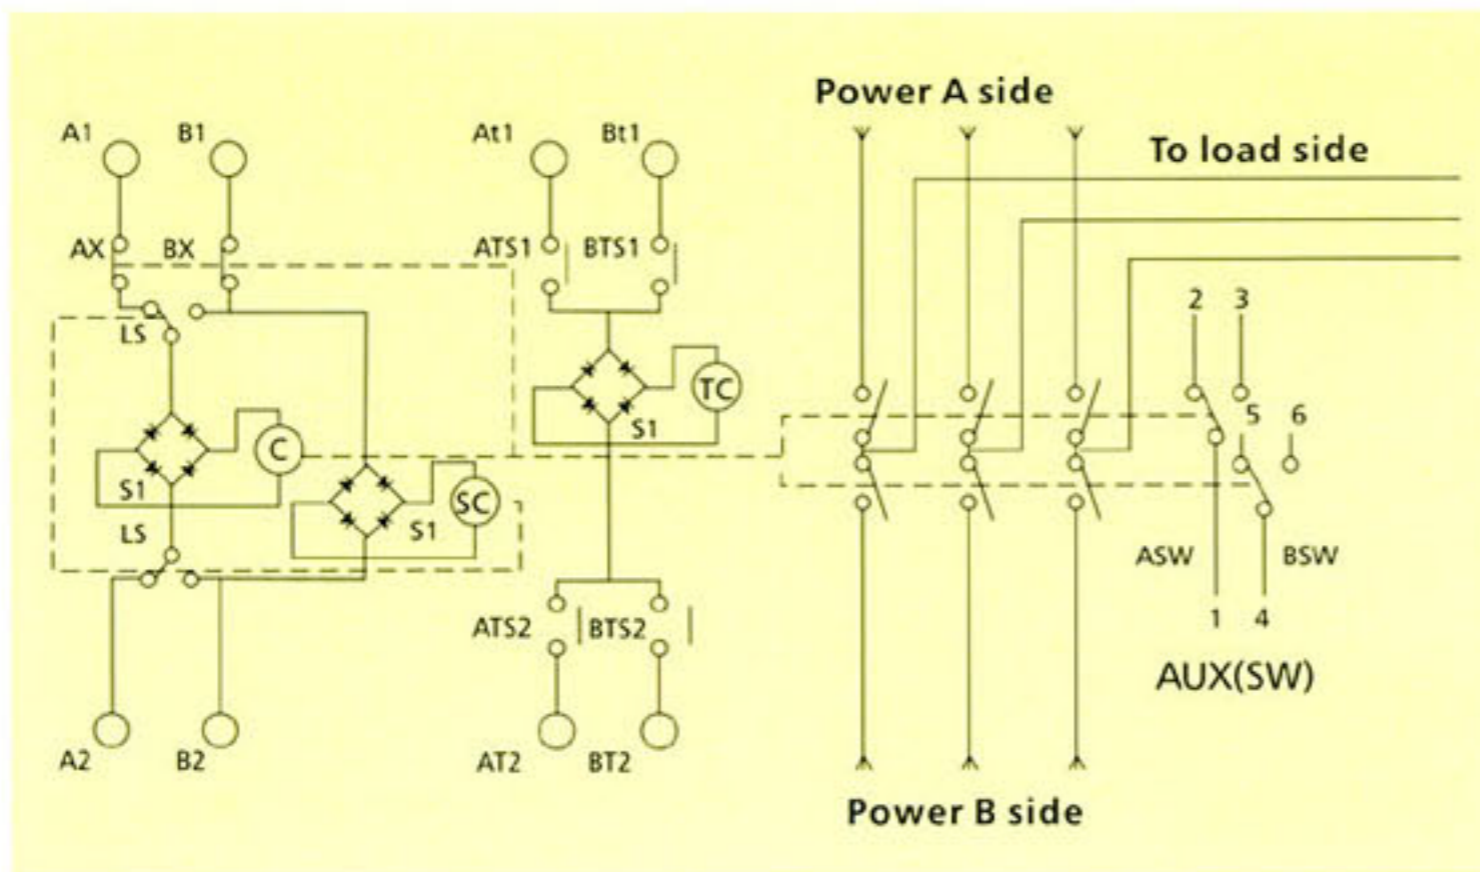 Power A side
To load side
A1
B1
At1
Bt1
AX
BX
ATS1
BTS1
LS
2
3
TC
S1
5
6
C
S1
SC
S1
LS
ASW
BSW
ATS2
BTS2
1
4
AUX(SW)
A2
B2
AT2
BT2
Power B side